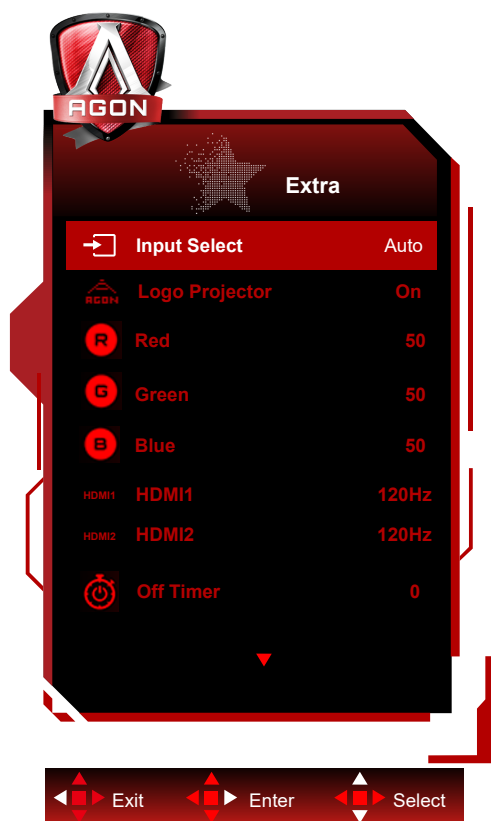 AGON
Extra
Input Select Auto
AGON Logo Projector On
R Red 50
G Green 50
B Blue 50
HDMI1 HDMI1 120Hz
HDMI2 HDMI2 120Hz
Off Timer 0
Exit Enter Select